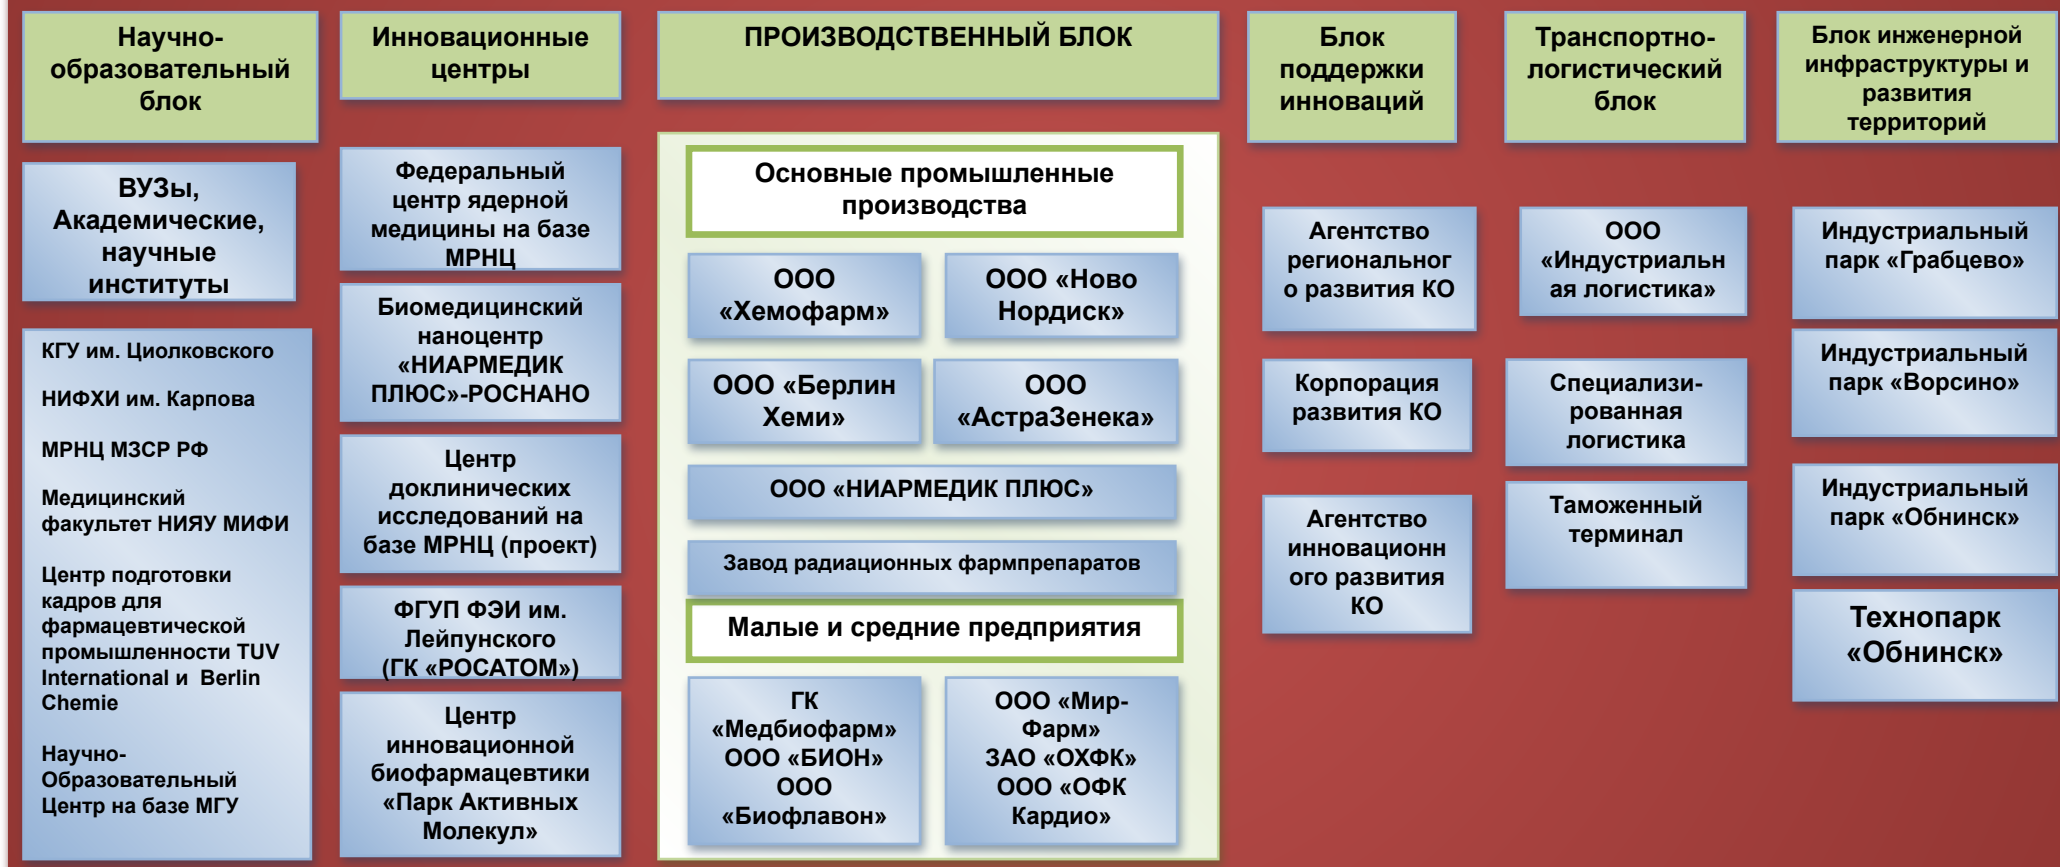 Научно-
образовательный
блок
ВУЗы,
Академические,
научные
институты
КГУ им. Циолковского
НИФХИ им. Карпова
МРНЦ МЗСР РФ
Медицинский
факультет НИЯУ МИФИ
Центр подготовки
кадров для
фармацевтической
промышленности TUV
International и Berlin
Chemie
Научно-
Образовательный
Центр на базе МГУ
Инновационные
центры
Федеральный
центр ядерной
медицины на базе
МРНЦ
Биомедицинский
наноцентр
«НИАРМЕДИК
ПЛЮС»-РОСНАНО
Центр
доклинических
исследований на
базе МРНЦ (проект)
ФГУП ФЭИ им.
Лейпунского
(ГК «РОСАТОМ»)
Центр
инновационной
биофармацевтики
«Парк Активных
Молекул»
ПРОИЗВОДСТВЕННЫЙ БЛОК
Основные промышленные
производства
ООО
«Хемофарм»
ООО «Ново
Нордиск»
ООО «Берлин
Хеми»
ООО
«АстраЗенека»
ООО «НИАРМЕДИК ПЛЮС»
Завод радиационных фармпрепаратов
Малые и средние предприятия
ГК
«Медбиофарм»
ООО «БИОН»
ООО
«Биофлавон»
ООО «Мир-
Фарм»
ЗАО «ОХФК»
ООО «ОФК
Кардио»
Блок
поддержки
инноваций
Агентство
региональног
о развития КО
Корпорация
развития КО
Агентство
инновационн
ого развития
КО
Транспортно-
логистический
блок
ООО
«Индустриальн
ая логистика»
Специализи-
рованная
логистика
Таможенный
терминал
Блок инженерной
инфраструктуры и
развития
территорий
Индустриальный
парк «Грабцево»
Индустриальный
парк «Ворсино»
Индустриальный
парк «Обнинск»
Технопарк
«Обнинск»